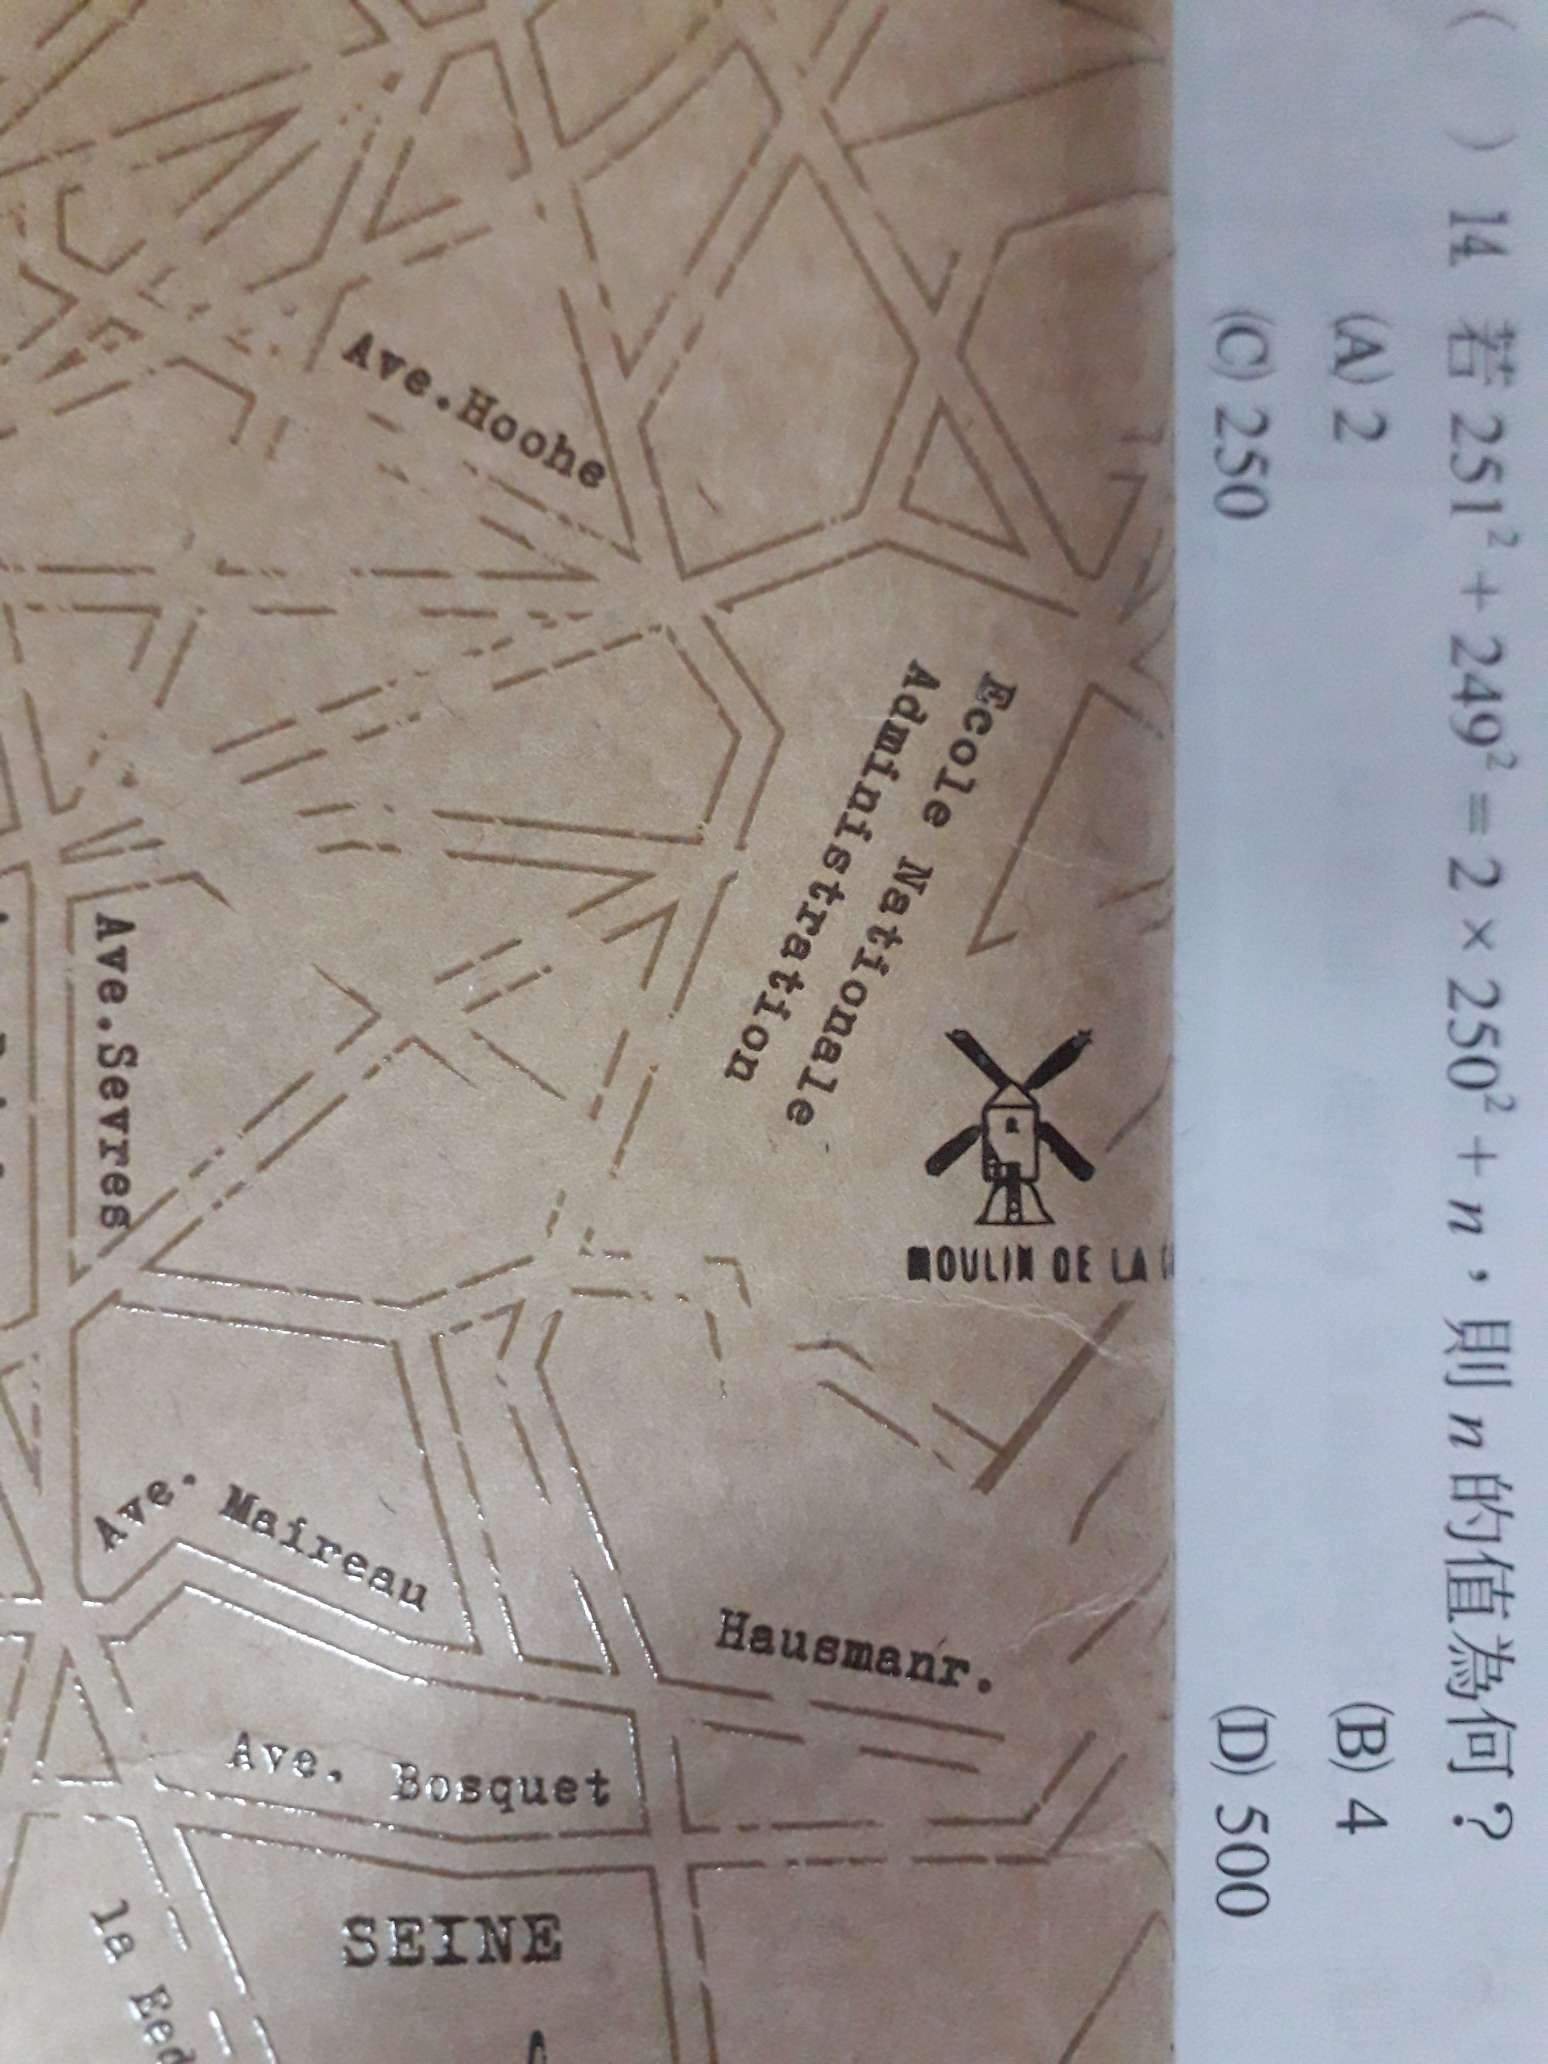 ( ) 14 若 251² + 249² = 2 × 250² + n，則 n 的值為何？
(A) 2 (B) 4
(C) 250 (D) 500
Ecole Nationale
Administration
MOULIN DE LA
Ave.Hoohe
Hausmanr.
Ave.Sevres
Ave. Maireau
Ave. Bosquet
SEINE
la